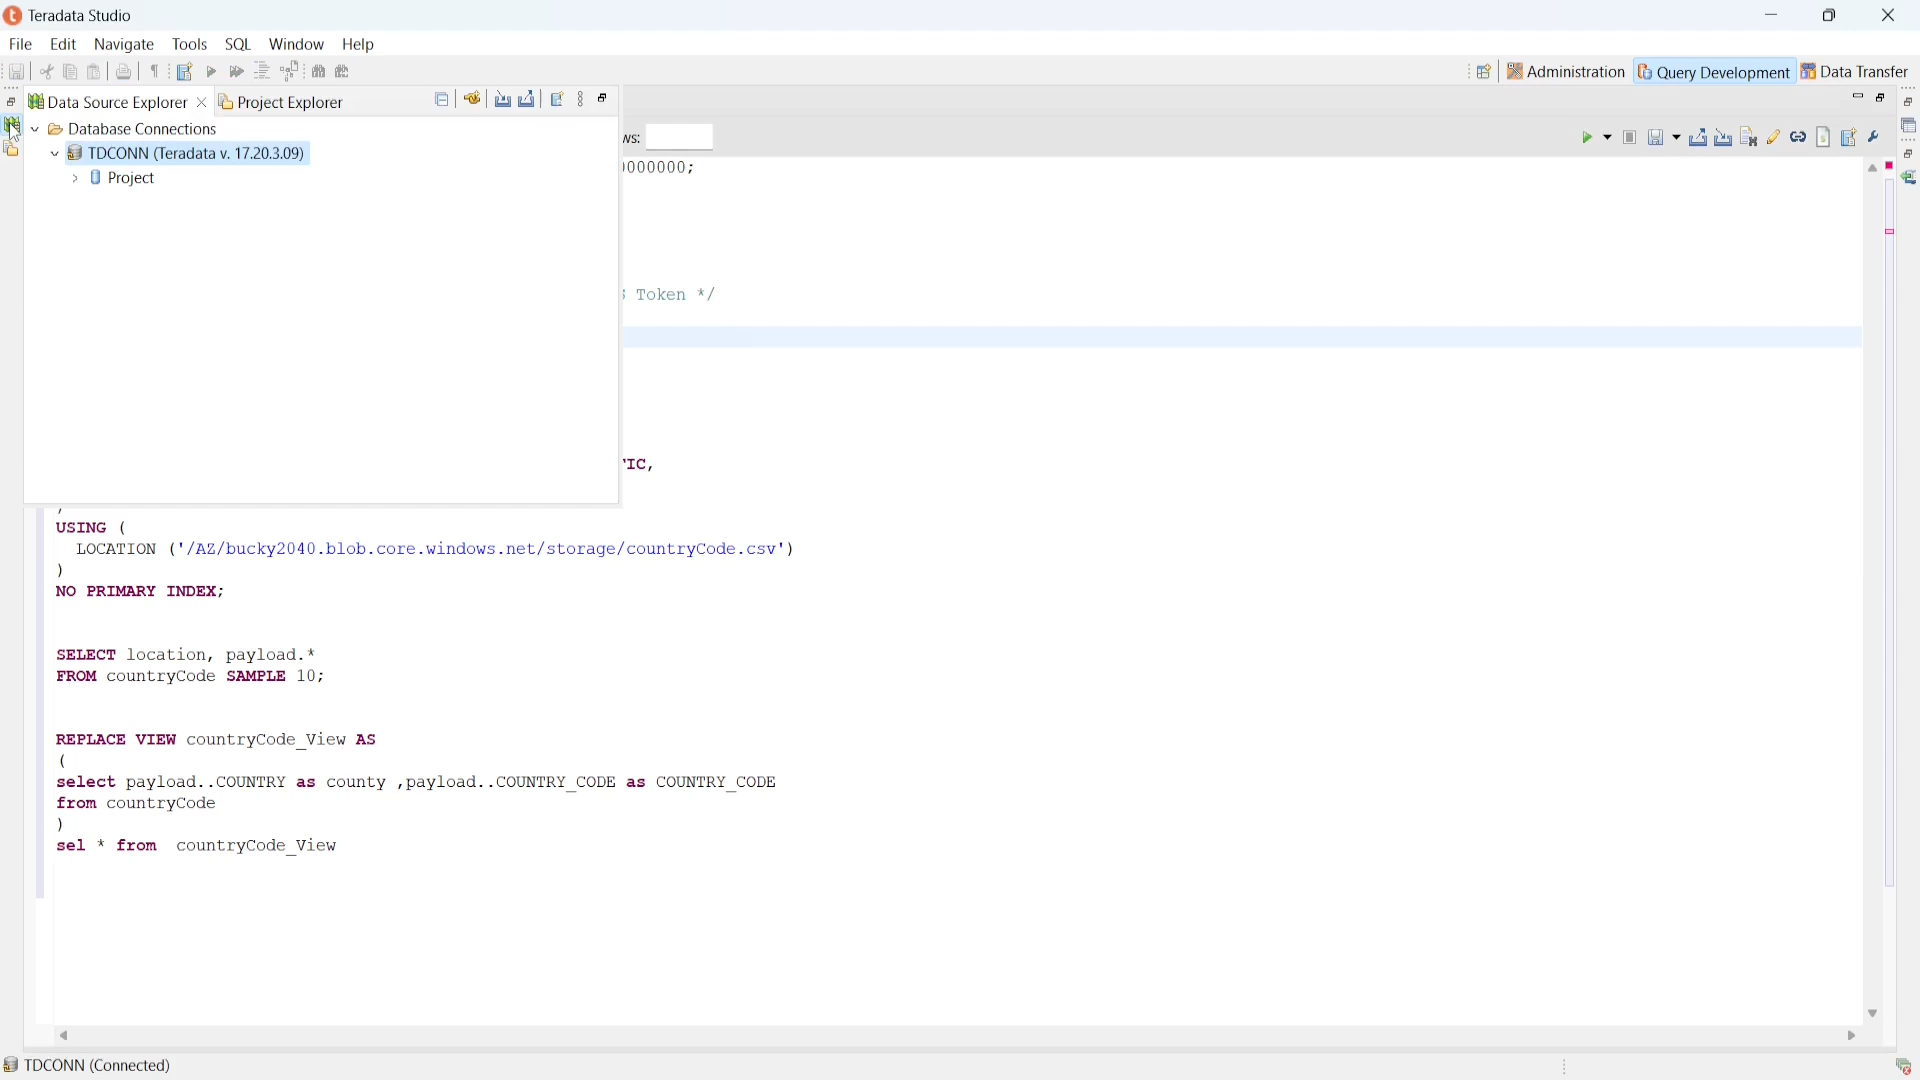 Teradata Studio
File Edit Navigate Tools SQL Window Help
Administration Query Development Data Transfer
Data Source Explorer Project Explorer
Database Connections
ws:
TDCONN (Teradata v. 17.20.3.09)
0000000;
Project
S Token */
TIC,
)
USING (
LOCATION ('/AZ/bucky2040.blob.core.windows.net/storage/countryCode.csv')
)
NO PRIMARY INDEX;
SELECT location, payload.*
FROM countryCode SAMPLE 10;
REPLACE VIEW countryCode_View AS
(
select payload..COUNTRY as county ,payload..COUNTRY_CODE as COUNTRY_CODE
from countryCode
)
sel * from countryCode_View
TDCONN (Connected)